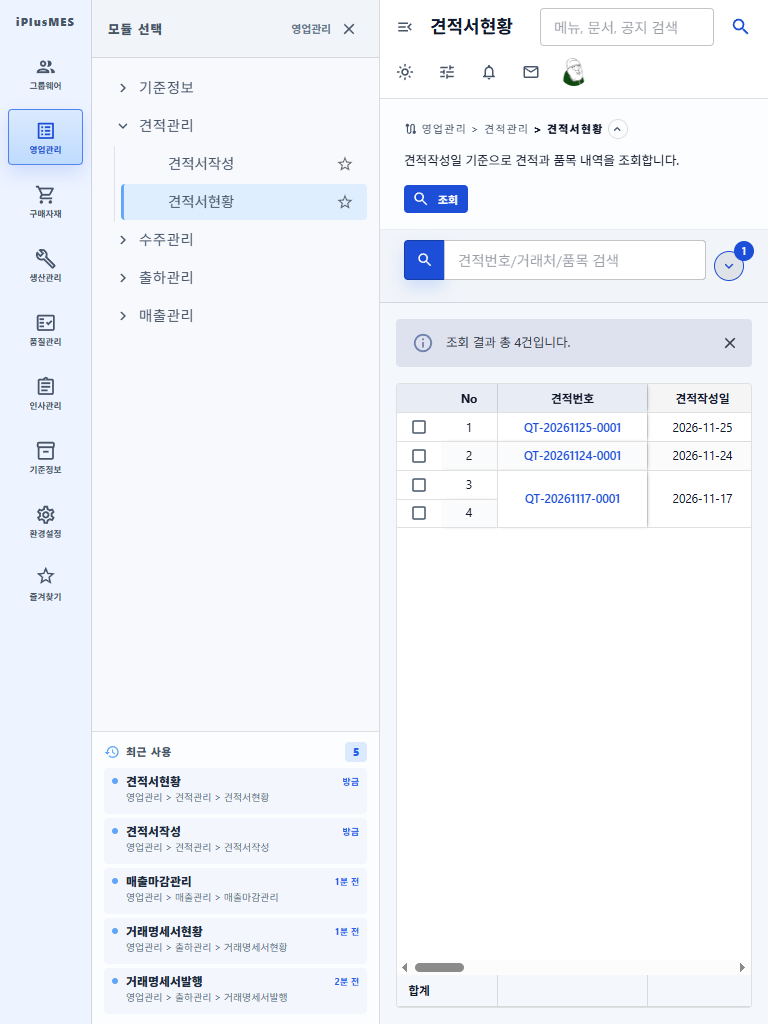 iPlusMES
그룹웨어
영업관리
구매자재
생산관리
품질관리
인사관리
기준정보
환경설정
즐겨찾기
모듈 선택
영업관리
기준정보
견적관리
견적서작성
견적서현황
수주관리
출하관리
매출관리
최근 사용
5
견적서현황
방금
영업관리 > 견적관리 > 견적서현황
견적서작성
방금
영업관리 > 견적관리 > 견적서작성
매출마감관리
1분 전
영업관리 > 매출관리 > 매출마감관리
거래명세서현황
1분 전
영업관리 > 출하관리 > 거래명세서현황
거래명세서발행
2분 전
영업관리 > 출하관리 > 거래명세서발행
견적서현황
메뉴, 문서, 공지 검색
영업관리 > 견적관리 > 견적서현황
견적작성일 기준으로 견적과 품목 내역을 조회합니다.
조회
견적번호/거래처/품목 검색
1
조회 결과 총 4건입니다.
No 견적번호 견적작성일
1 QT-20261125-0001 2026-11-25
2 QT-20261124-0001 2026-11-24
3
QT-20261117-0001 2026-11-17
4
합계